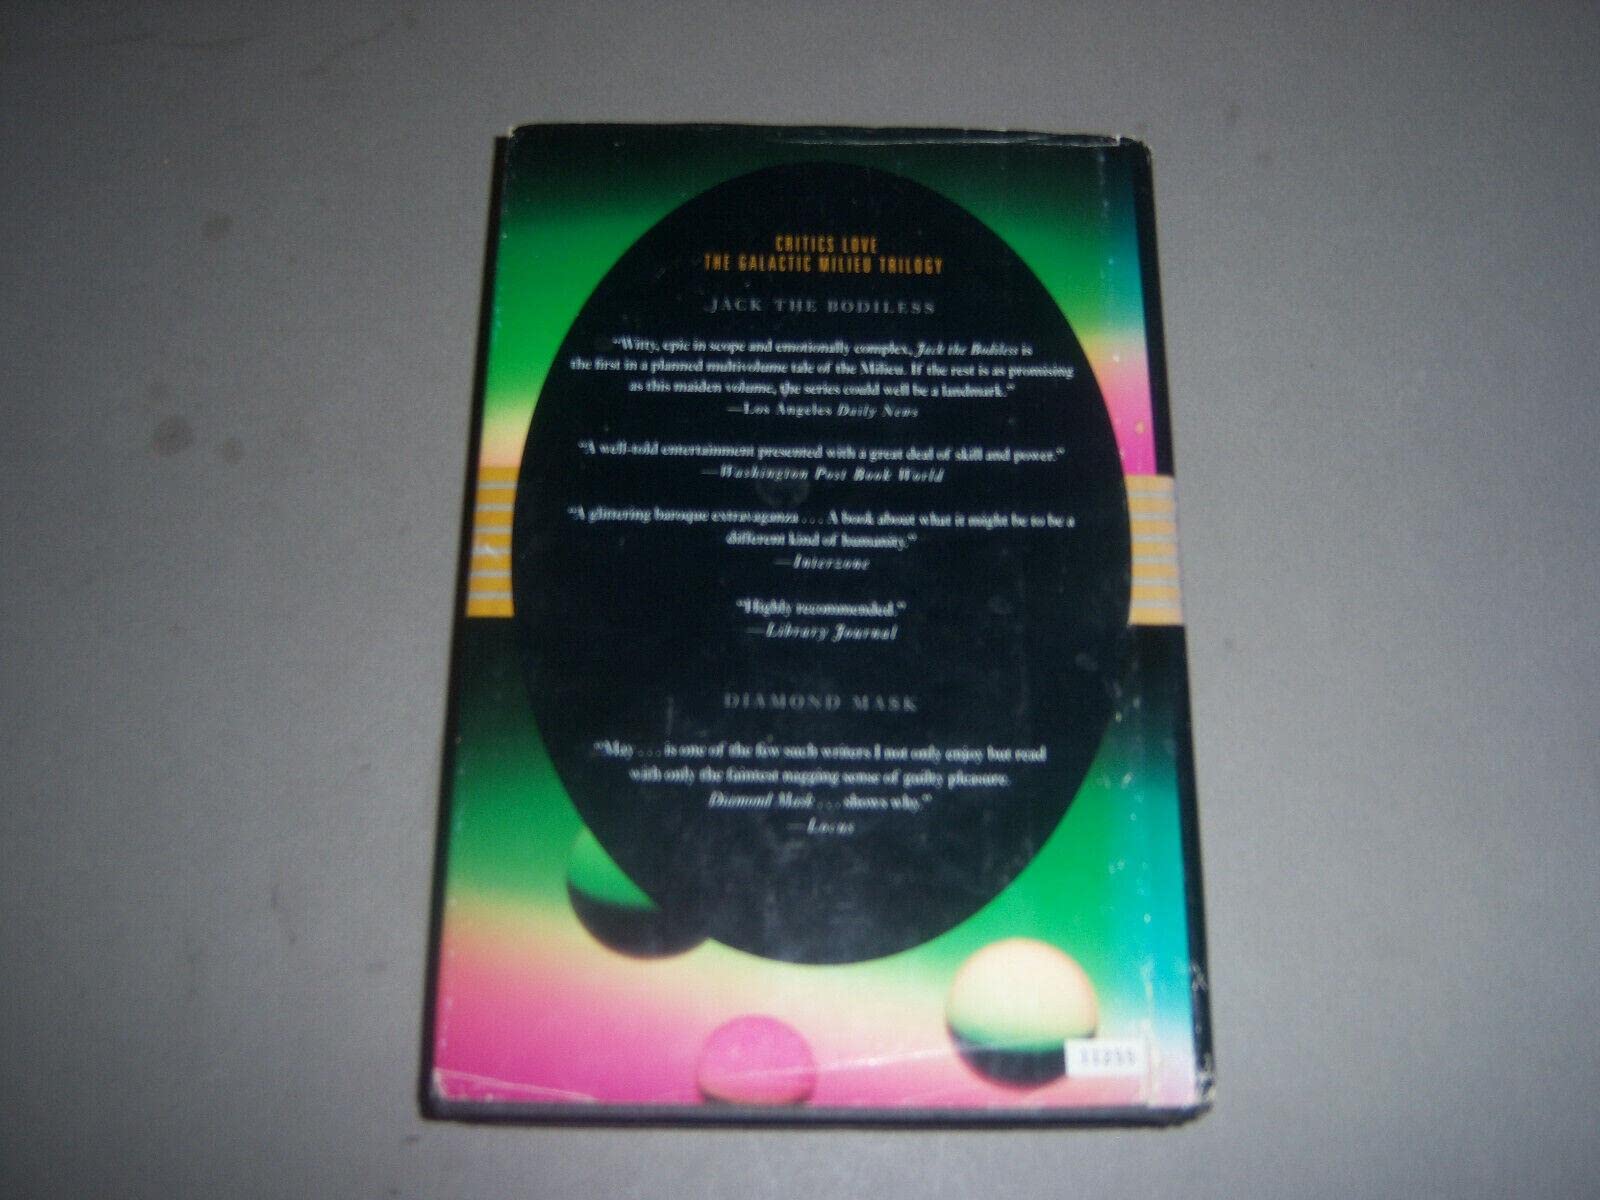 CRITICS LOVE
THE GALACTIC MILIEU TRILOGY
JACK THE BODILESS
“Witty, epic in scope and emotionally complex, Jack the Bodiless is
the first in a planned multivolume tale of the Milieu. If the rest is as promising
as this maiden volume, the series could well be a landmark.”
—Los Angeles Daily News
“A well-told entertainment presented with a great deal of skill and power.”
—Washington Post Book World
“A glittering baroque extravaganza . . . A book about what it might be to be a
different kind of humanity.”
—Interzone
“Highly recommended.”
—Library Journal
DIAMOND MASK
“May . . . is one of the few such writers I not only enjoy but read
with only the faintest nagging sense of guilty pleasure.
Diamond Mask . . . shows why.”
—Locus